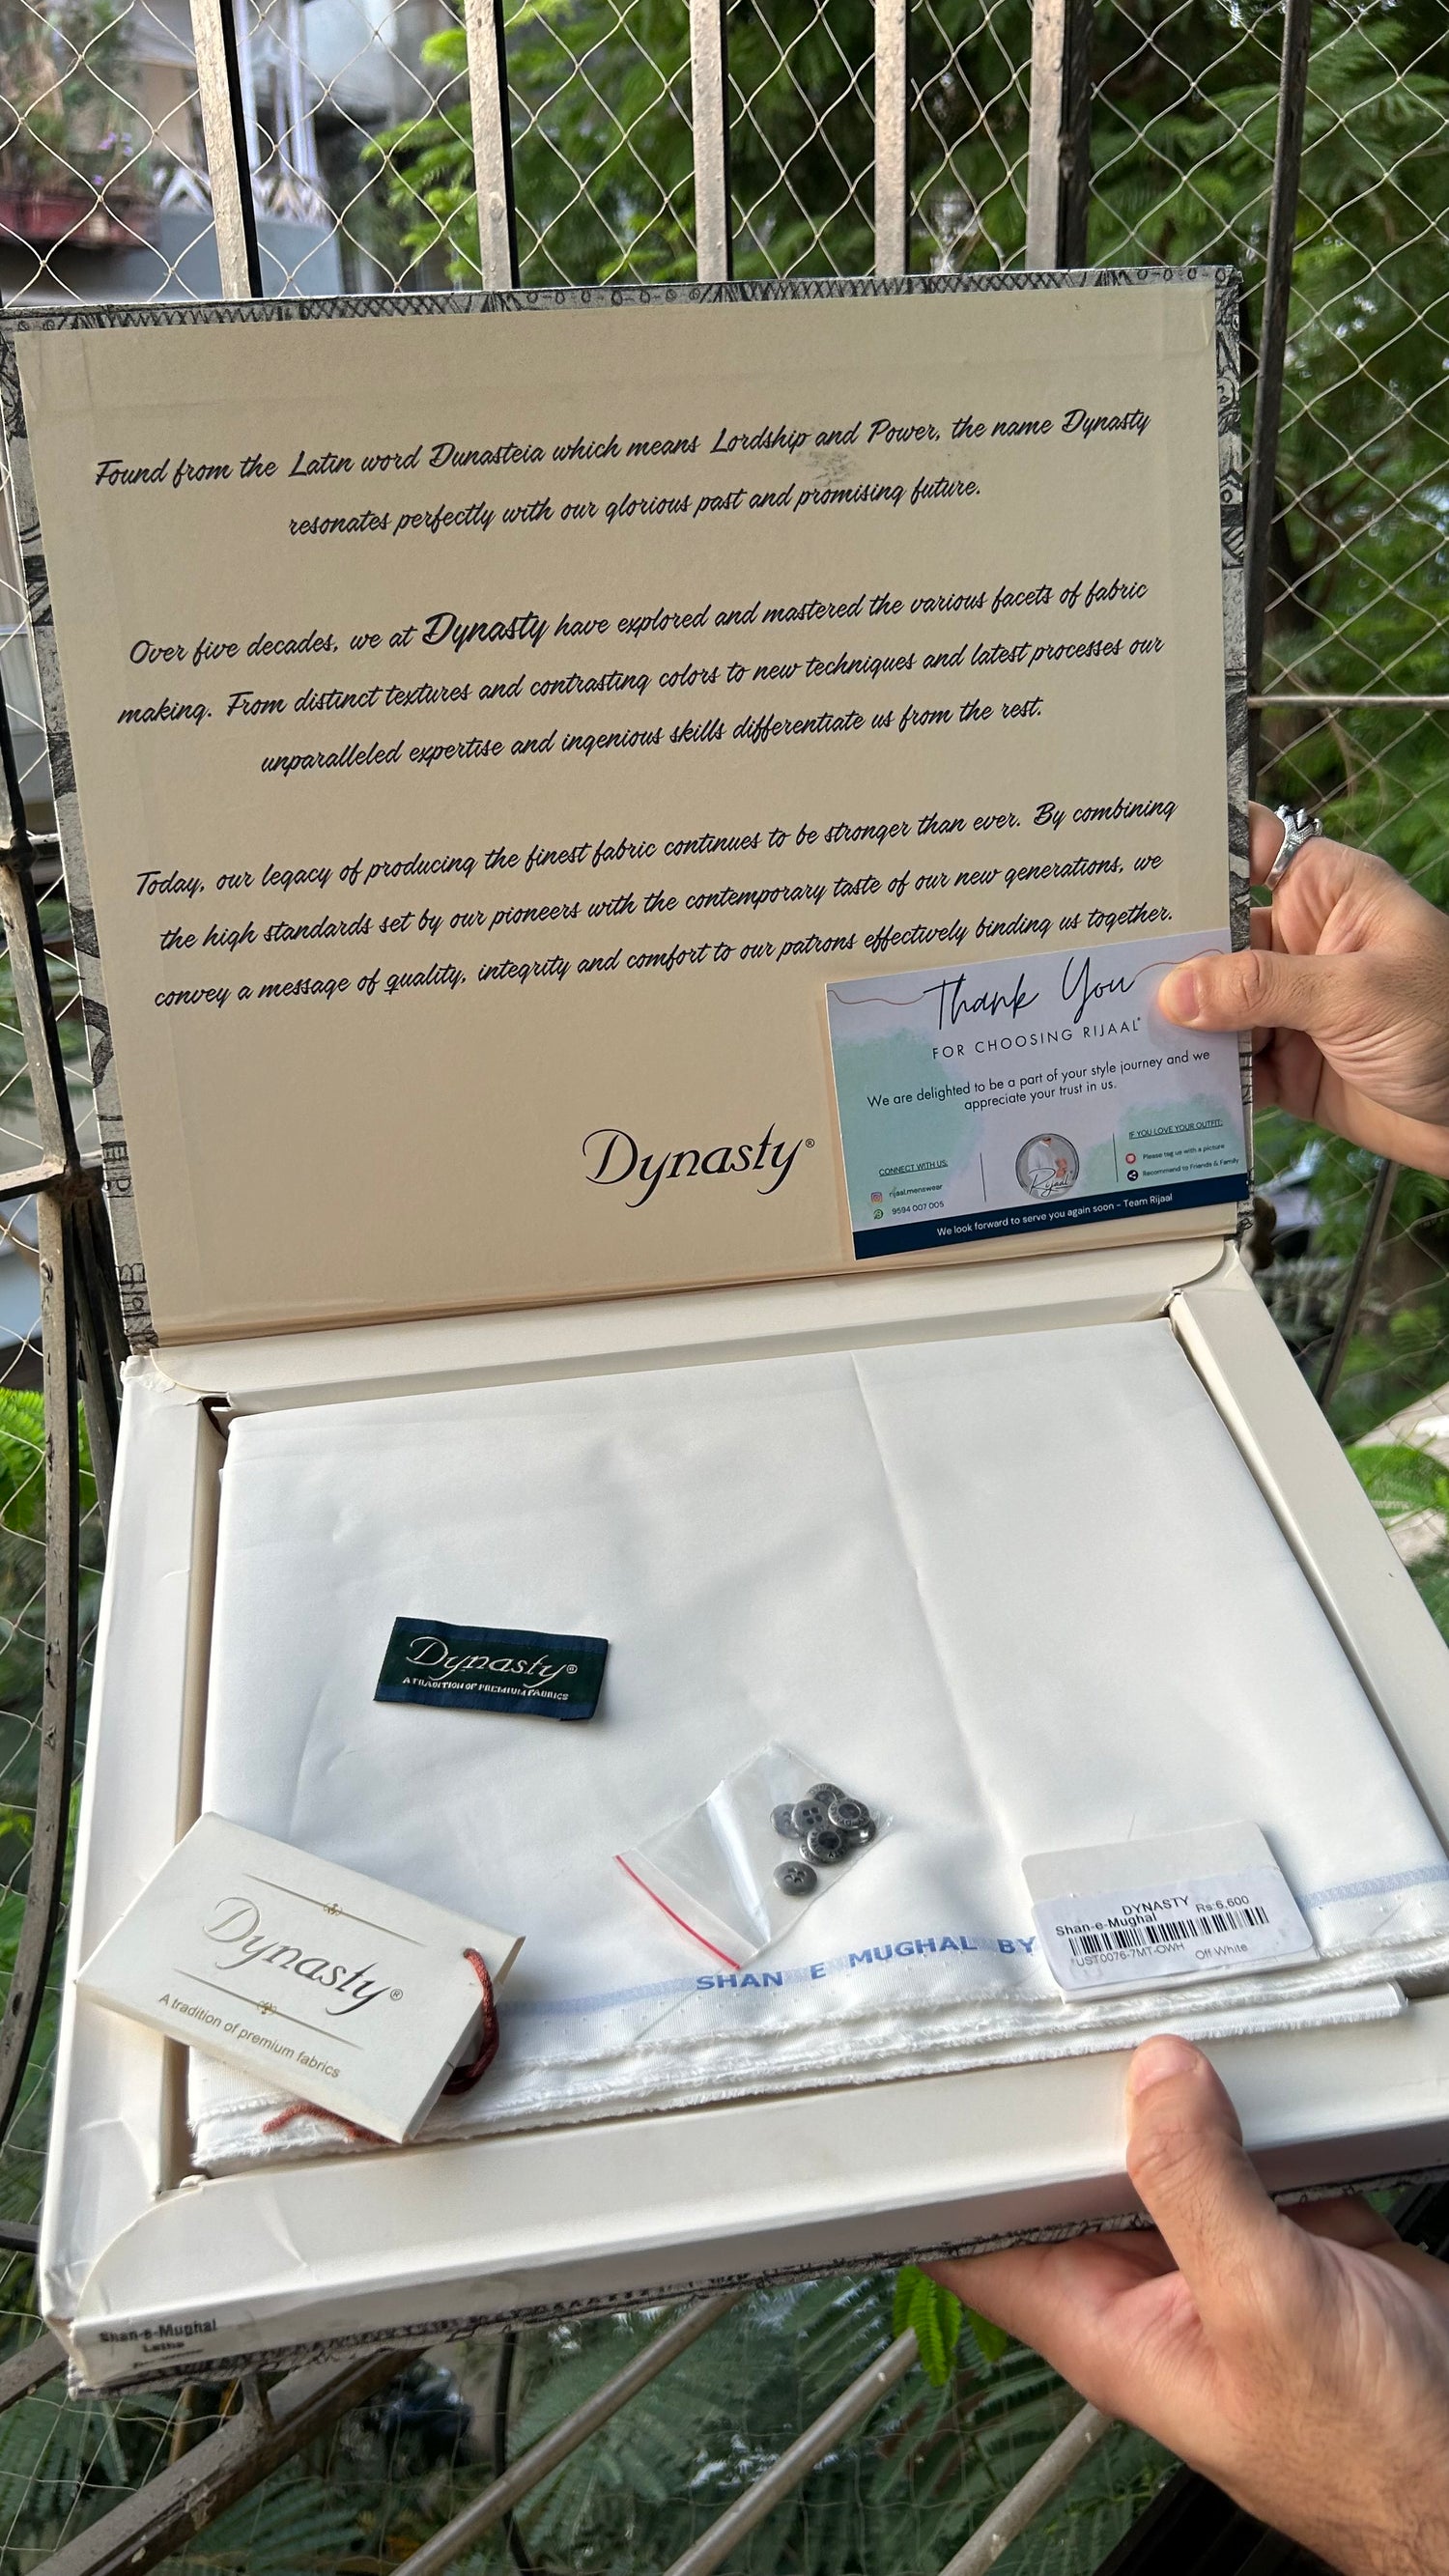 Found from the Latin word Dunasteia which means Lordship and Power, the name Dynasty
resonates perfectly with our glorious past and promising future.
Over five decades, we at Dynasty have explored and mastered the various facets of fabric
making. From distinct textures and contrasting colors to new techniques and latest processes our
unparalleled expertise and ingenious skills differentiate us from the rest.
Today, our legacy of producing the finest fabric continues to be stronger than ever. By combining
the high standards set by our pioneers with the contemporary taste of our new generations, we
convey a message of quality, integrity and comfort to our patrons effectively binding us together.
Dynasty®
Thank You
FOR CHOOSING RIJAAL®
We are delighted to be a part of your style journey and we
appreciate your trust in us.
CONNECT WITH US:
rijaal.menswear
9594 007 005
Rijaal
IF YOU LOVE YOUR OUTFIT:
Please tag us with a picture
Recommend to Friends & Family
We look forward to serve you again soon - Team Rijaal
Dynasty®
A TRADITION OF PREMIUM FABRICS
Dynasty®
A tradition of premium fabrics
SHAN E MUGHAL BY
DYNASTY
Shan-e-Mughal Rs:6,600
*UST0076-7MT-OWH Off White
Shan-e-Mughal
Latha